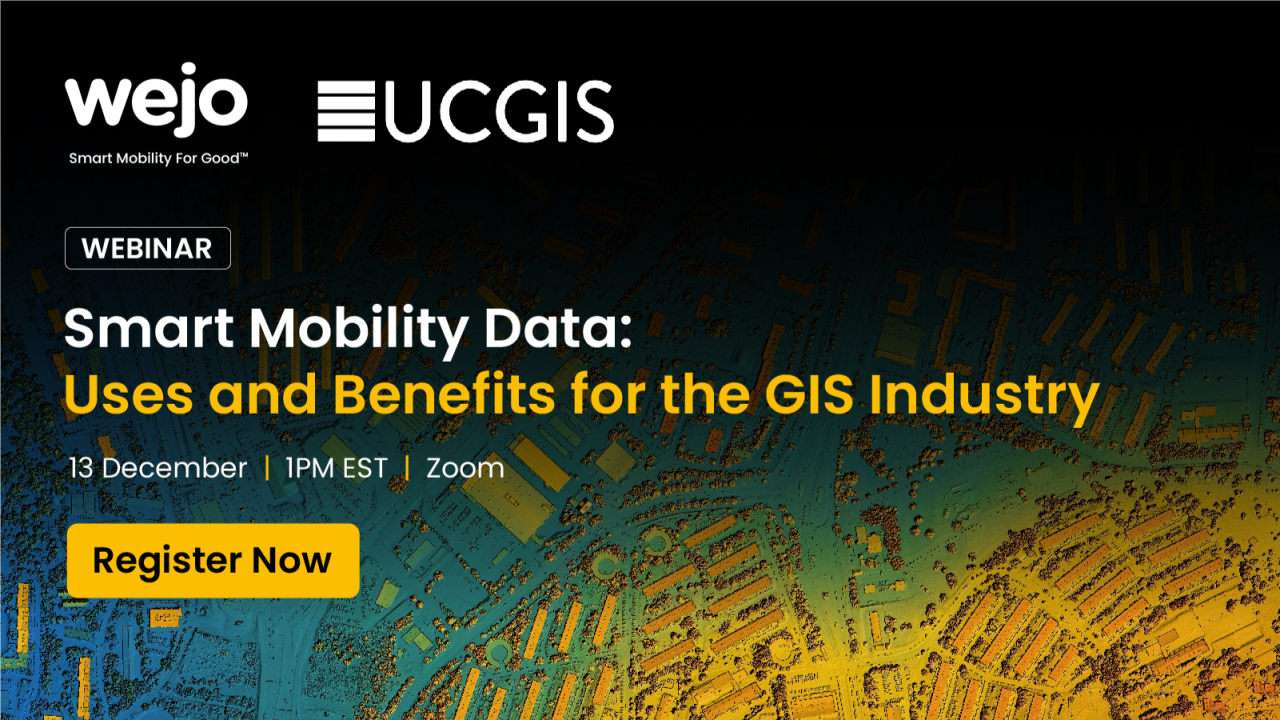 wejo
Smart Mobility For Good™
UCGIS
WEBINAR
Smart Mobility Data:
Uses and Benefits for the GIS Industry
13 December | 1PM EST | Zoom
Register Now